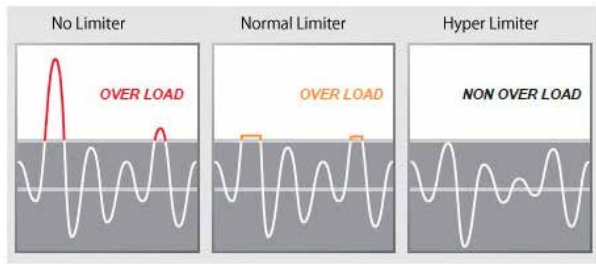 No Limiter
Normal Limiter
Hyper Limiter
OVER LOAD
OVER LOAD
NON OVER LOAD